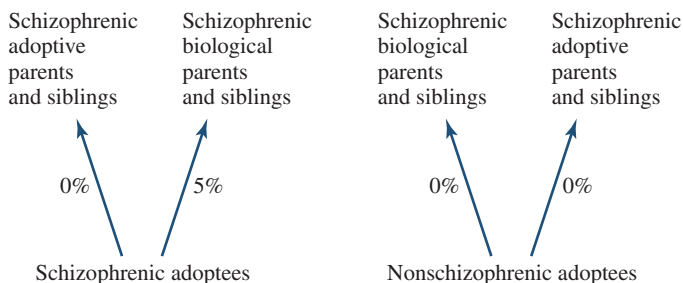 Schizophrenic
adoptive
parents
and siblings
Schizophrenic
biological
parents
and siblings
Schizophrenic
biological
parents
and siblings
Schizophrenic
adoptive
parents
and siblings
0%
5%
0%
0%
Schizophrenic adoptees
Nonschizophrenic adoptees